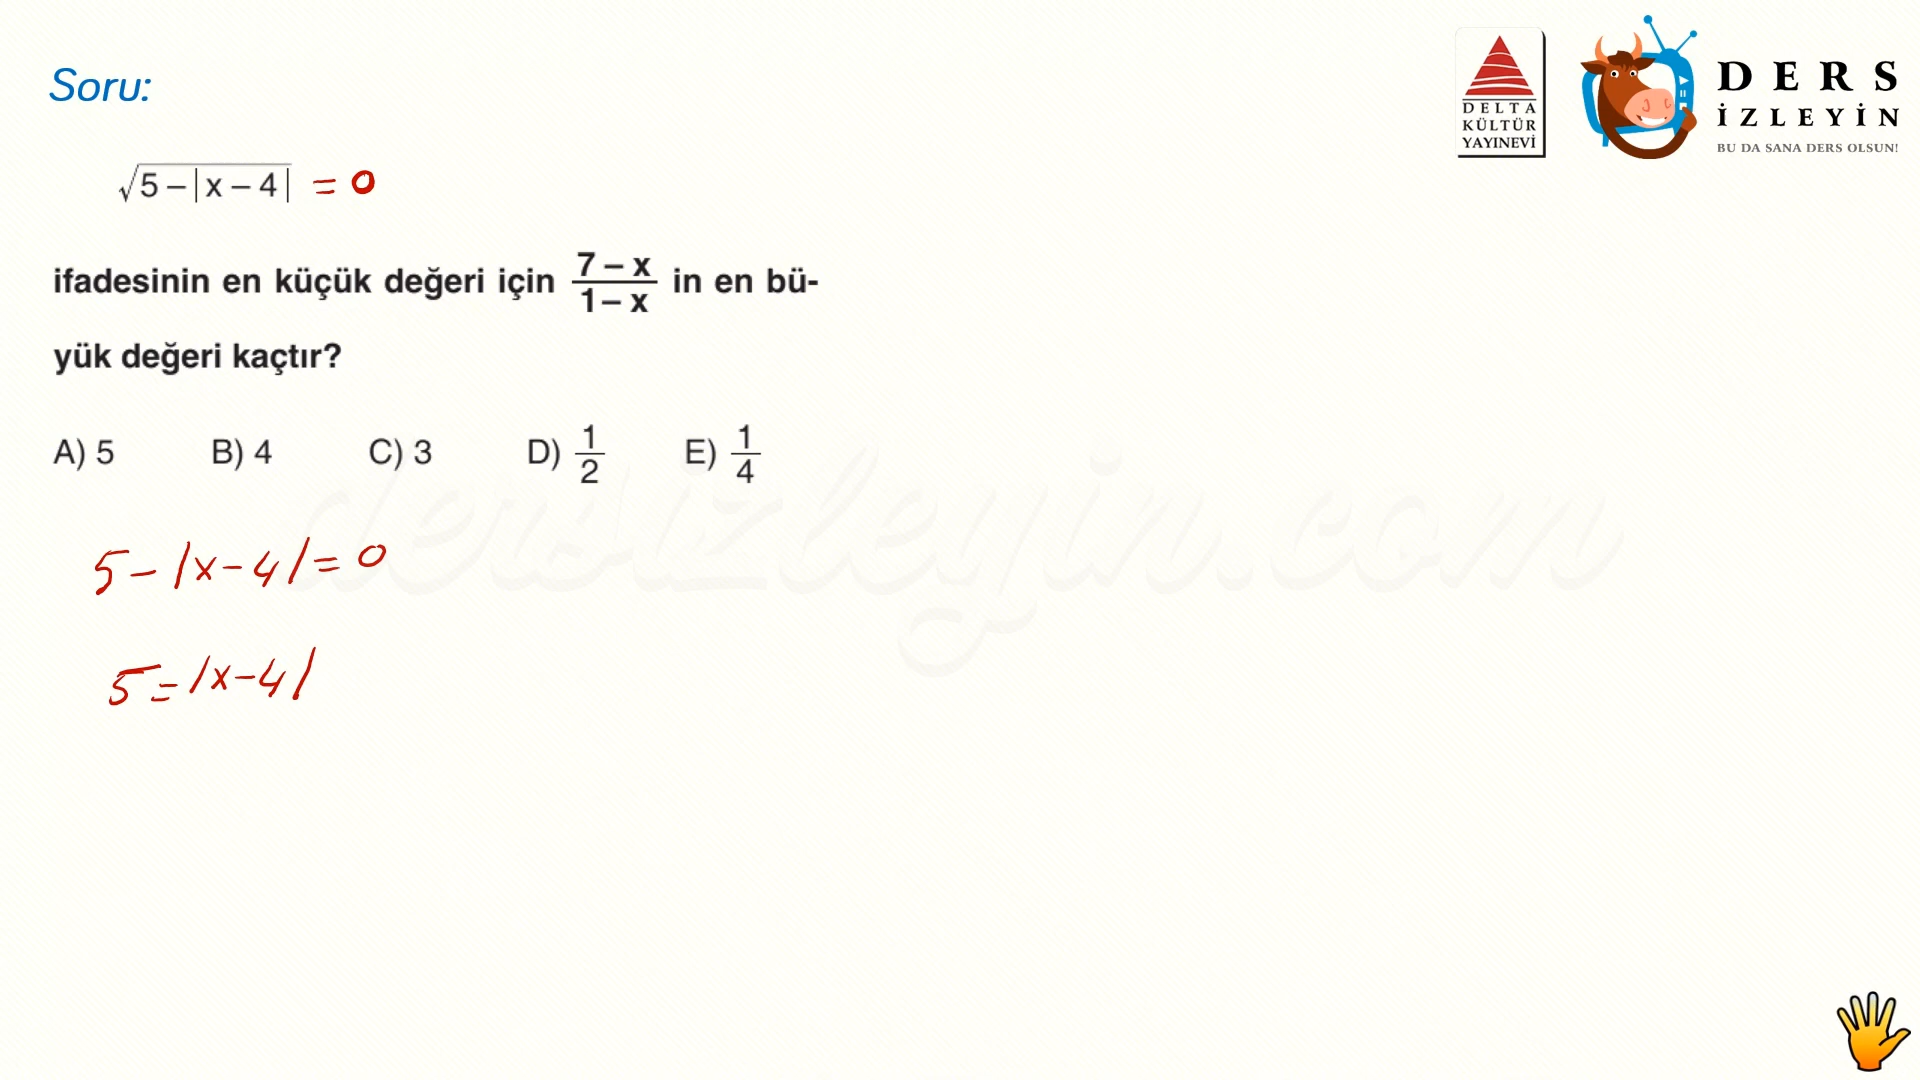 Soru:
DELTA
KÜLTÜR
YAYINEVİ
DERS
İZLEYİN
BU DA SANA DERS OLSUN!
√5 – |x – 4| = 0
ifadesinin en küçük değeri için (7 – x)/(1 – x) in en bü-
yük değeri kaçtır?
A) 5 B) 4 C) 3 D) 1/2 E) 1/4
dersizleyin.com
5 – |x – 4| = 0
5 = |x – 4|